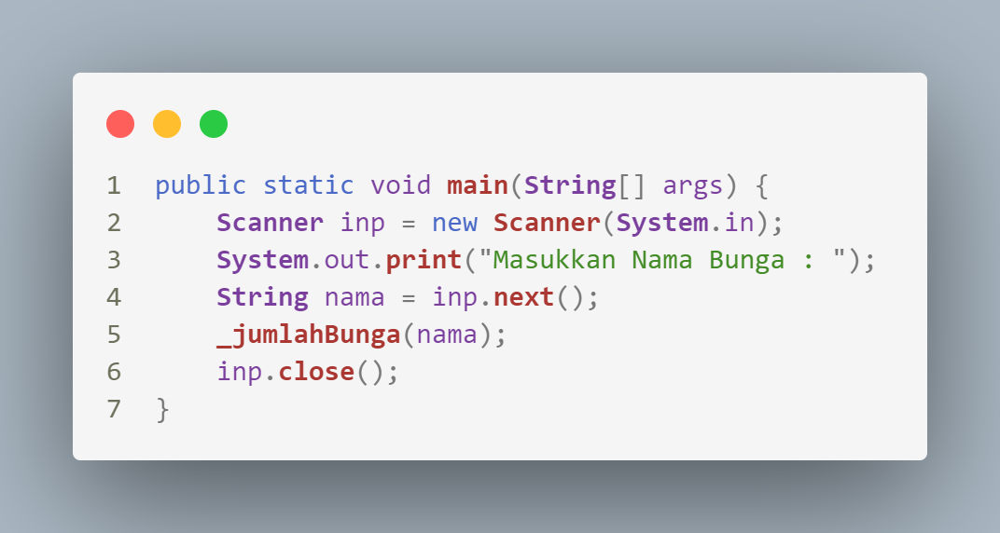 1 public static void main(String[] args) {
2     Scanner inp = new Scanner(System.in);
3     System.out.print("Masukkan Nama Bunga : ");
4     String nama = inp.next();
5     _jumlahBunga(nama);
6     inp.close();
7 }